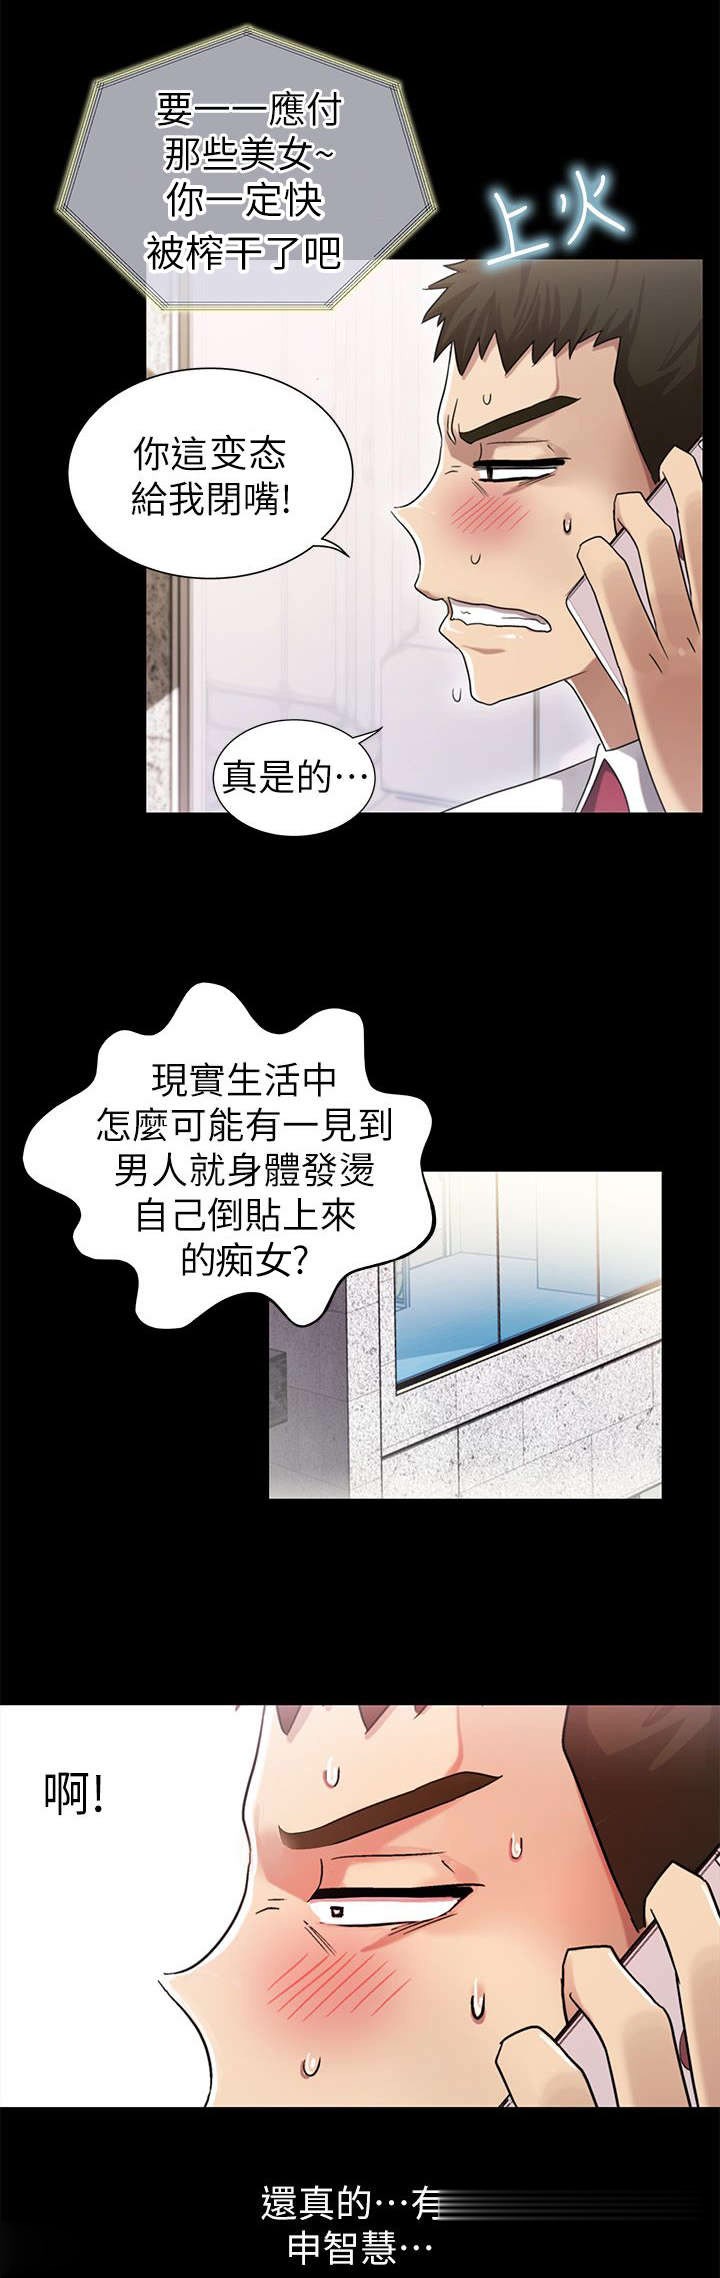 要一一應付
那些美女~
你一定快
被榨干了吧
上火
你這变态
給我閉嘴!
真是的…
現實生活中
怎麼可能有一見到
男人就身體發燙
自己倒貼上來
的痴女?
啊!
還真的…有
申智慧…